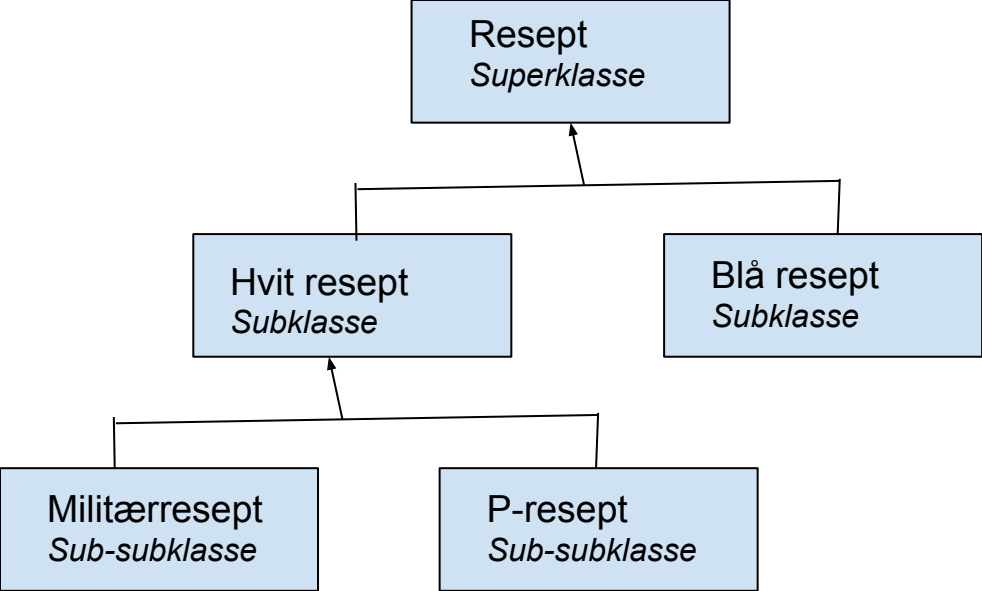 Resept
Superklasse
Hvit resept
Subklasse
Blå resept
Subklasse
Militærresept
Sub-subklasse
P-resept
Sub-subklasse